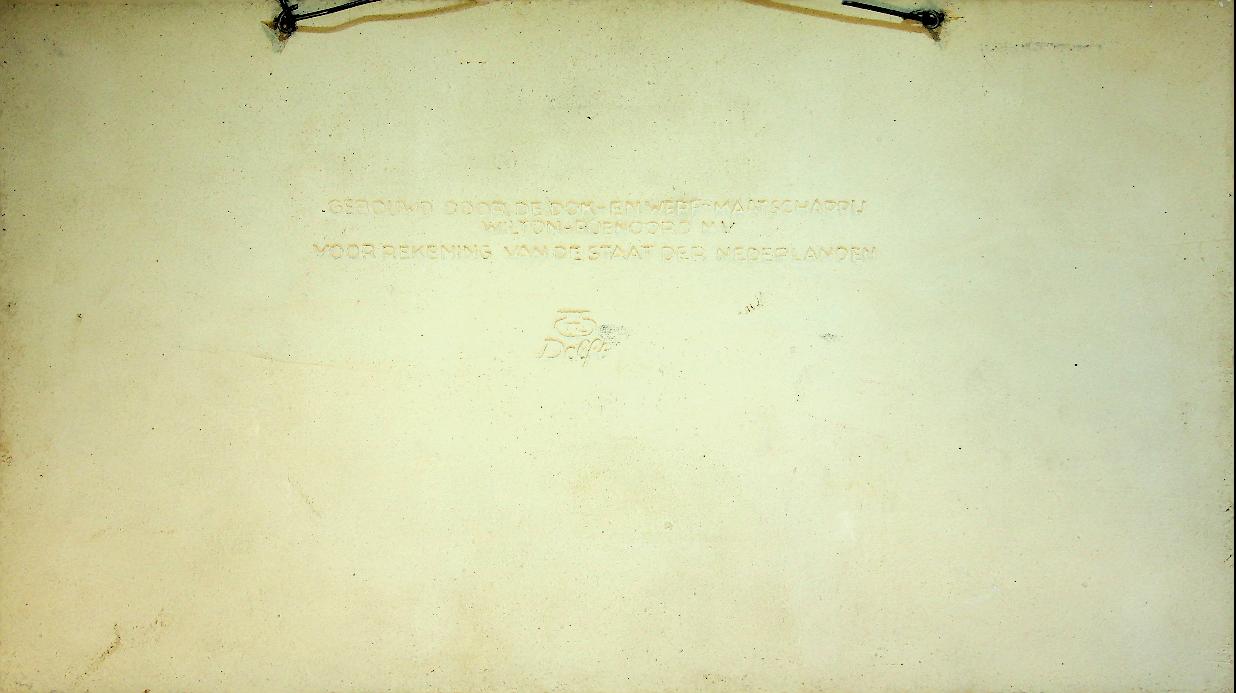 GEBOUWD DOOR DE DOK- EN WERF-MAATSCHAPPIJ
WILTON-FIJENOORD N.V.
VOOR REKENING VAN DE STAAT DER NEDERLANDEN
Delft